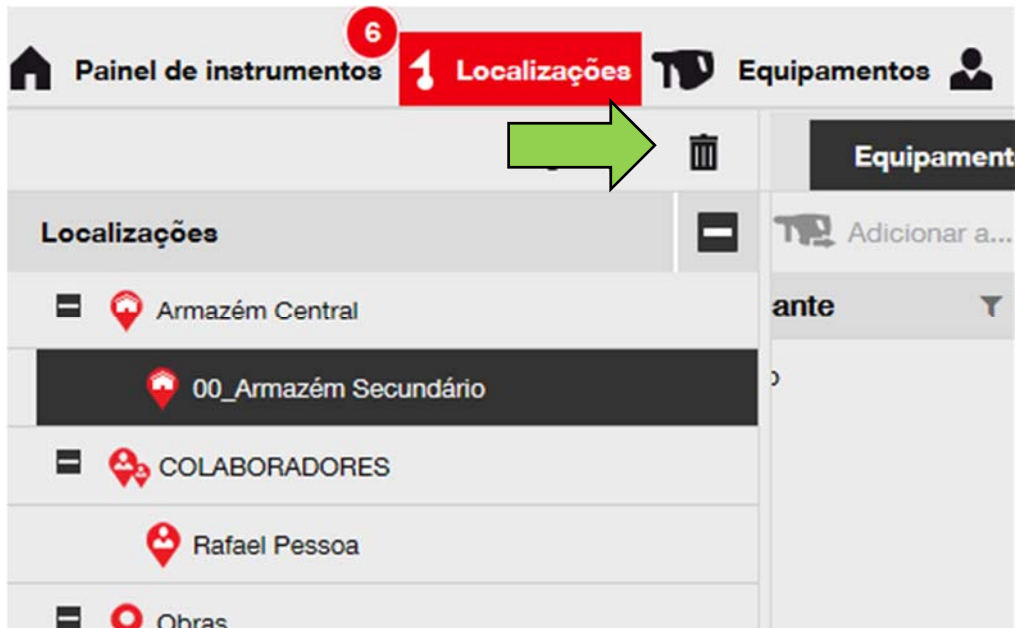 6
Painel de instrumentos Localizações Equipamentos
Equipament
Localizações
Adicionar a...
Armazém Central
ante
00_Armazém Secundário
COLABORADORES
Rafael Pessoa
Obras